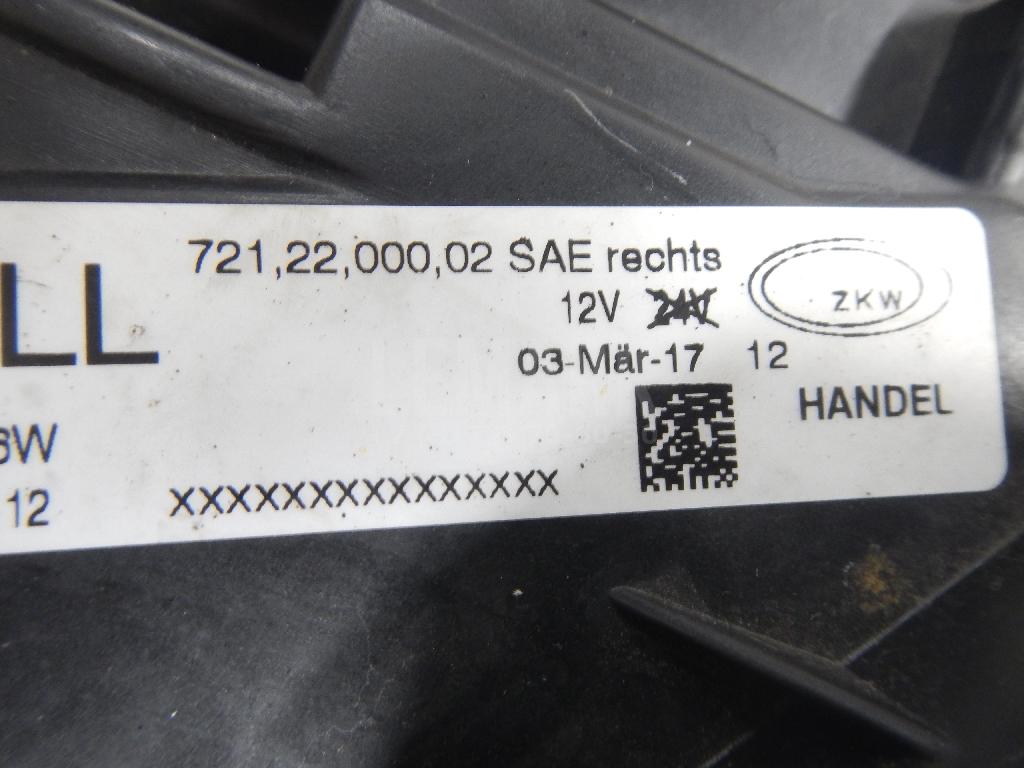 721,22,000,02 SAE rechts
LL
12V 24V
ZKW
03-Mär-17 12
HANDEL
W
12
XXXXXXXXXXXXXXX